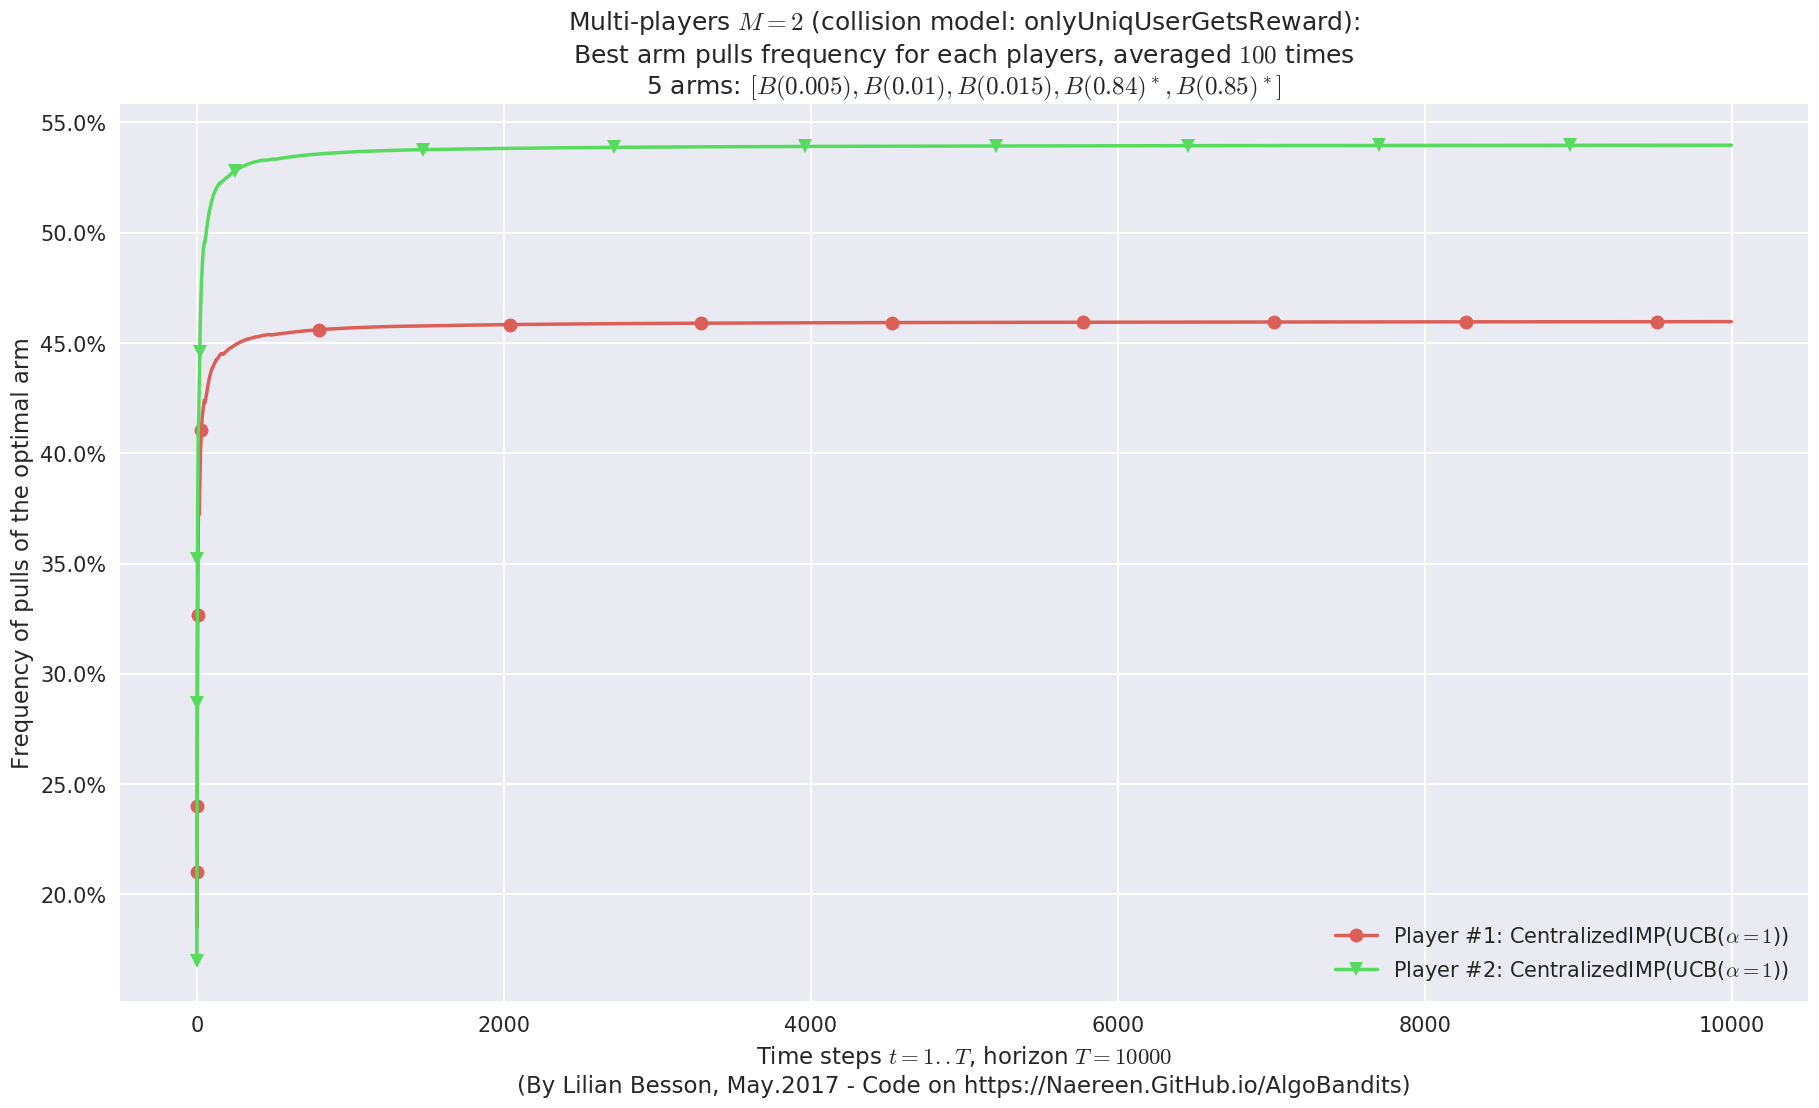 Multi-players M = 2 (collision model: onlyUniqUserGetsReward):
Best arm pulls frequency for each players, averaged 100 times
5 arms: [B(0.005), B(0.01), B(0.015), B(0.84)*, B(0.85)*]
55.0%
50.0%
45.0%
40.0%
35.0%
30.0%
25.0%
20.0%
Frequency of pulls of the optimal arm
Player #1: CentralizedIMP(UCB(α = 1))
Player #2: CentralizedIMP(UCB(α = 1))
0 2000 4000 6000 8000 10000
Time steps t = 1..T, horizon T = 10000
(By Lilian Besson, May.2017 - Code on https://Naereen.GitHub.io/AlgoBandits)